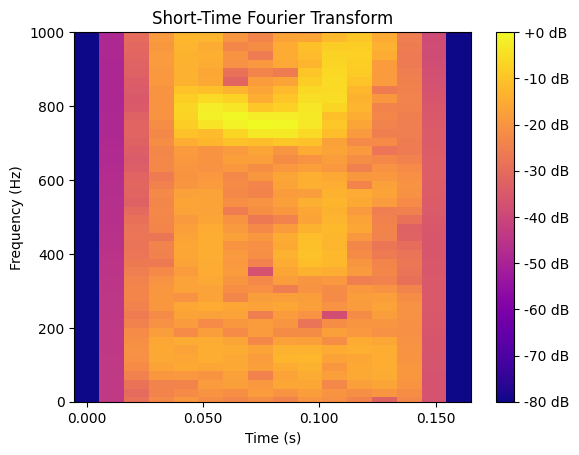 Short-Time Fourier Transform
1000
800
600
400
200
0
Frequency (Hz)
0.000
0.050
0.100
0.150
Time (s)
+0 dB
-10 dB
-20 dB
-30 dB
-40 dB
-50 dB
-60 dB
-70 dB
-80 dB